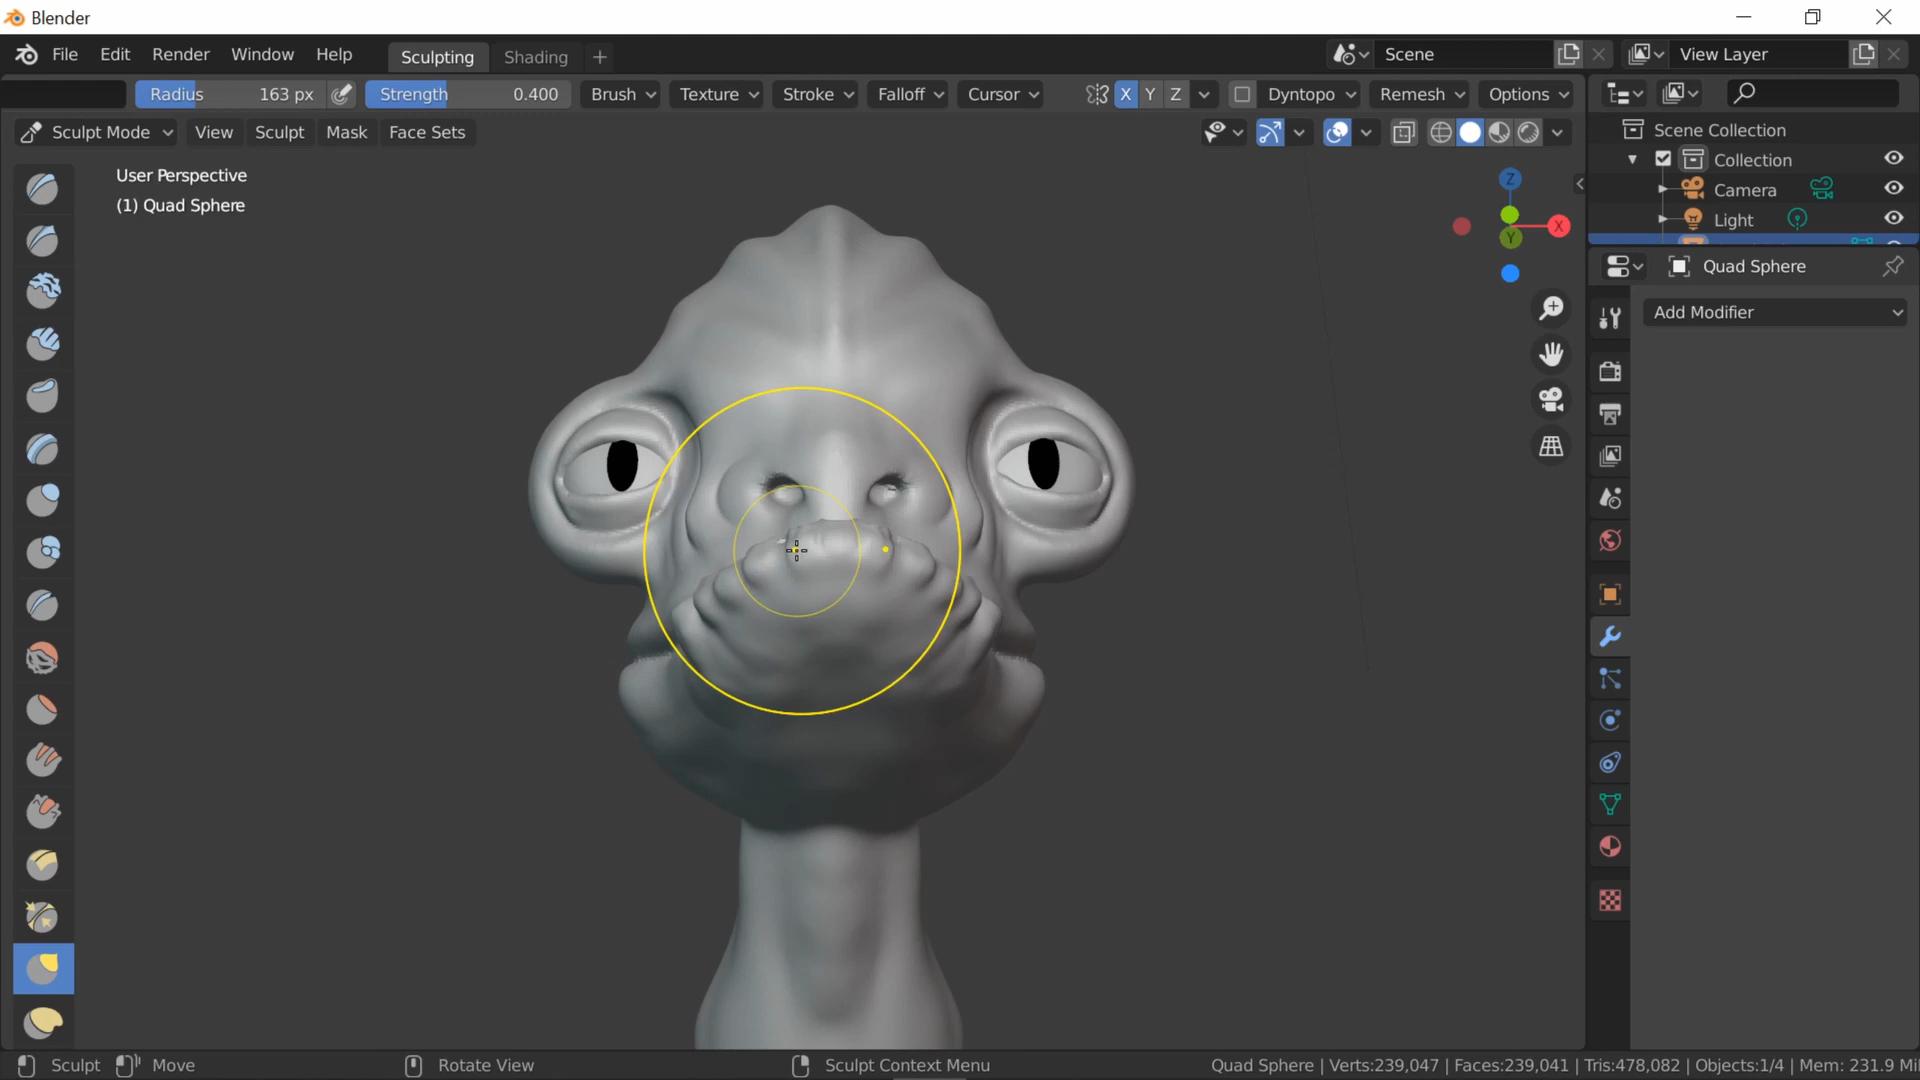 Blender
File Edit Render Window Help Sculpting Shading + Scene View Layer
Radius 163 px Strength 0.400 Brush Texture Stroke Falloff Cursor X Y Z Dyntopo Remesh Options
Sculpt Mode View Sculpt Mask Face Sets
Scene Collection
Collection
Camera
Light
User Perspective
(1) Quad Sphere
Z
X
Y
Quad Sphere
Add Modifier
Sculpt Move Rotate View Sculpt Context Menu Quad Sphere | Verts:239,047 | Faces:239,041 | Tris:478,082 | Objects:1/4 | Mem: 231.9